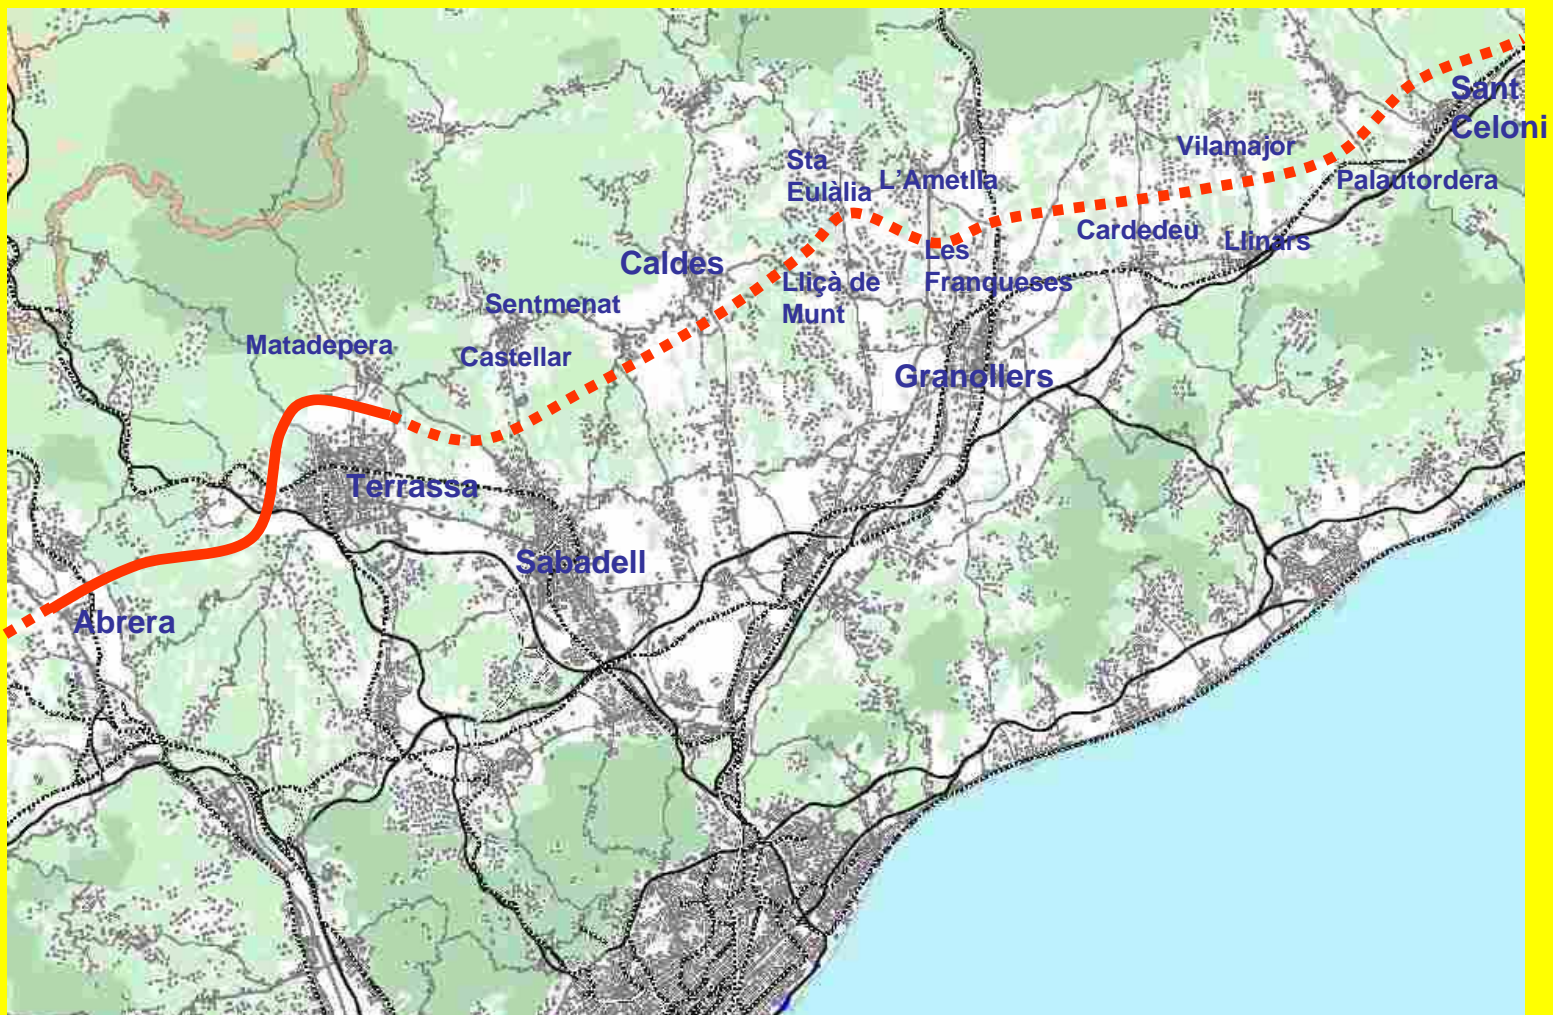 Sant
Celoni
Vilamajor
Sta
Eulàlia
L'Ametlla
Palautordera
Cardedeu
Llinars
Les
Franqueses
Caldes
Lliçà de
Munt
Sentmenat
Matadepera
Castellar
Granollers
Terrassa
Sabadell
Abrera